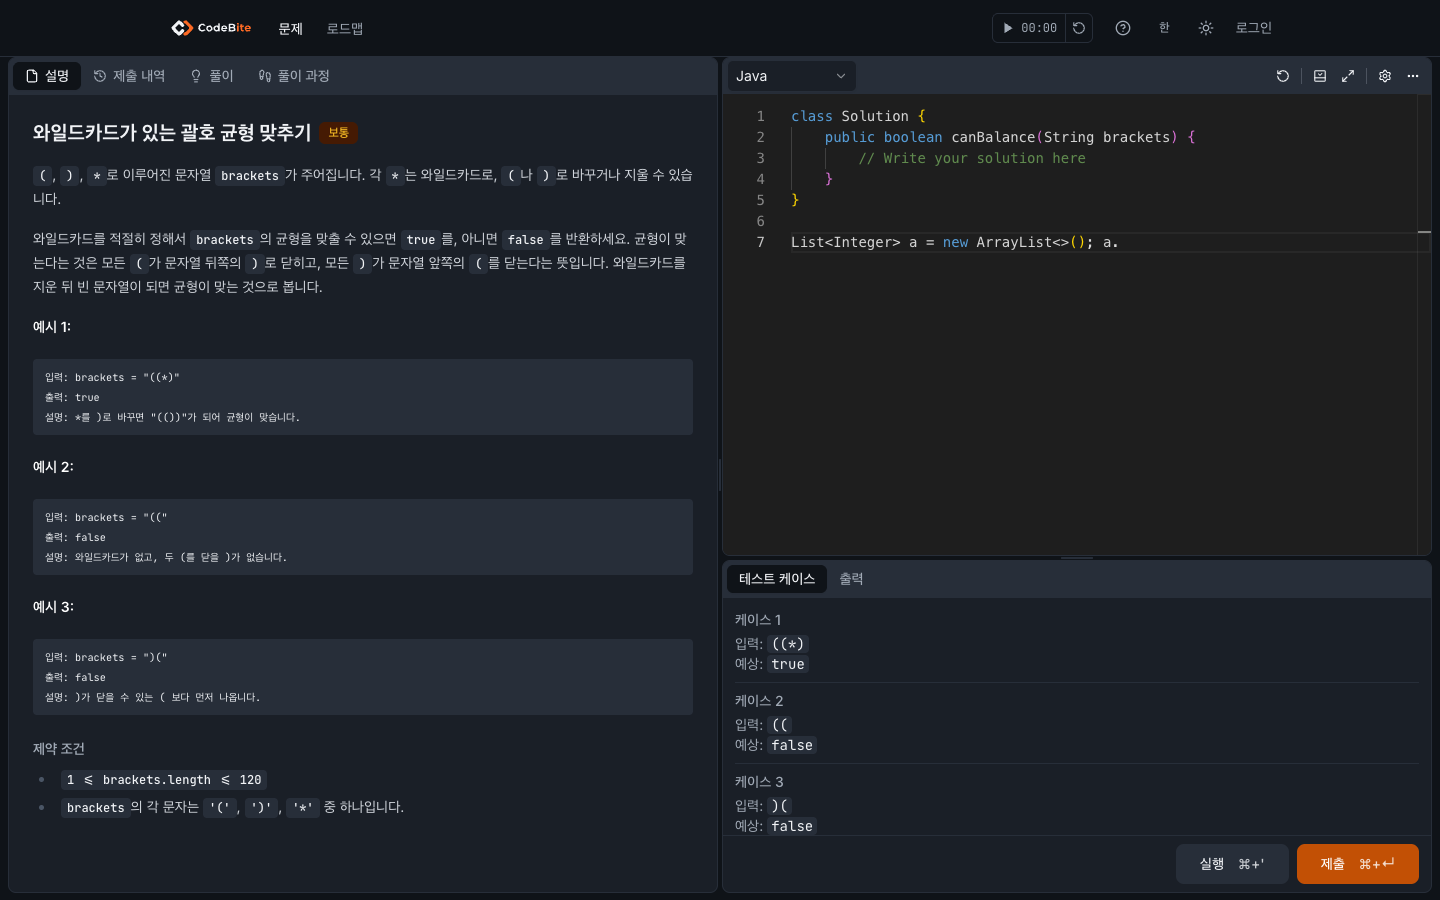 CodeBite
문제
로드맵
00:00
한
로그인
설명
제출 내역
풀이
풀이 과정
와일드카드가 있는 괄호 균형 맞추기 보통
( , ) , * 로 이루어진 문자열 brackets 가 주어집니다. 각 * 는 와일드카드로, ( 나 ) 로 바꾸거나 지울 수 있습
니다.
와일드카드를 적절히 정해서 brackets 의 균형을 맞출 수 있으면 true 를, 아니면 false 를 반환하세요. 균형이 맞
는다는 것은 모든 ( 가 문자열 뒤쪽의 ) 로 닫히고, 모든 ) 가 문자열 앞쪽의 ( 를 닫는다는 뜻입니다. 와일드카드를
지운 뒤 빈 문자열이 되면 균형이 맞는 것으로 봅니다.
예시 1:
입력: brackets = "((*)"
출력: true
설명: *를 )로 바꾸면 "(())"가 되어 균형이 맞습니다.
예시 2:
입력: brackets = "(("
출력: false
설명: 와일드카드가 없고, 두 (를 닫을 )가 없습니다.
예시 3:
입력: brackets = ")("
출력: false
설명: )가 닫을 수 있는 ( 보다 먼저 나옵니다.
제약 조건
1 <= brackets.length <= 120
brackets 의 각 문자는 '(' , ')' , '*' 중 하나입니다.
Java
1 class Solution {
2 public boolean canBalance(String brackets) {
3 // Write your solution here
4 }
5 }
6
7 List<Integer> a = new ArrayList<>(); a.
테스트 케이스
출력
케이스 1
입력: ((*)
예상: true
케이스 2
입력: ((
예상: false
케이스 3
입력: )(
예상: false
실행 ⌘+'
제출 ⌘+↵